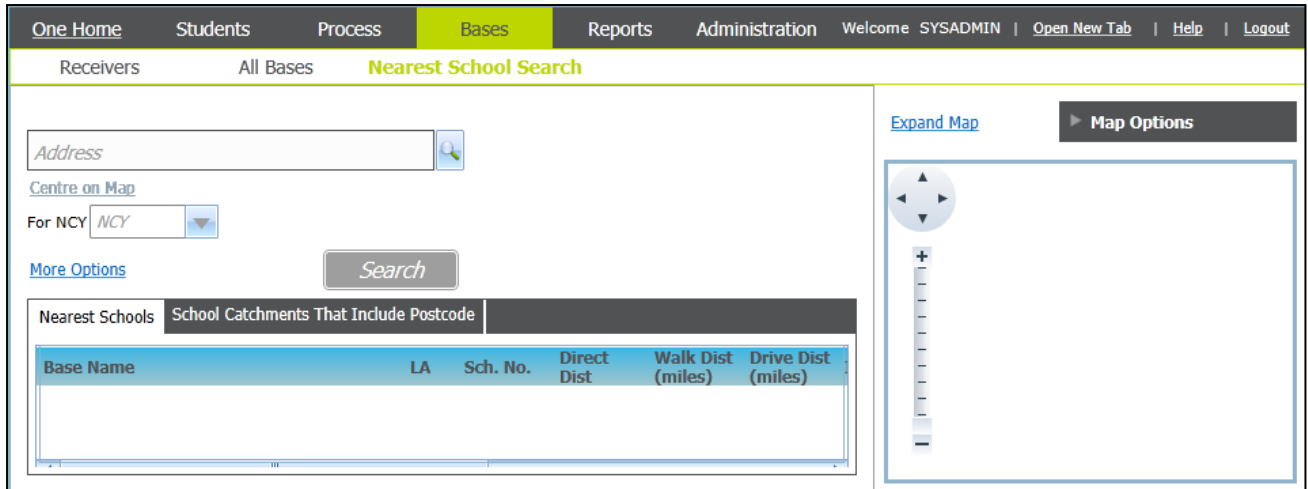 One Home Students Process Bases Reports Administration Welcome SYSADMIN | Open New Tab | Help | Logout
Receivers All Bases Nearest School Search
Address
Centre on Map
For NCY NCY
More Options Search
Nearest Schools School Catchments That Include Postcode
Base Name LA Sch. No. Direct Dist Walk Dist (miles) Drive Dist (miles)
Expand Map Map Options
+